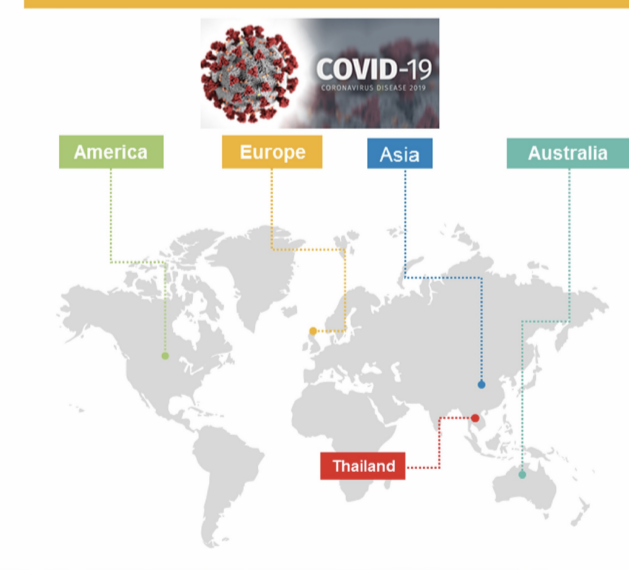 COVID-19
CORONAVIRUS DISEASE 2019
America
Europe
Asia
Australia
Thailand